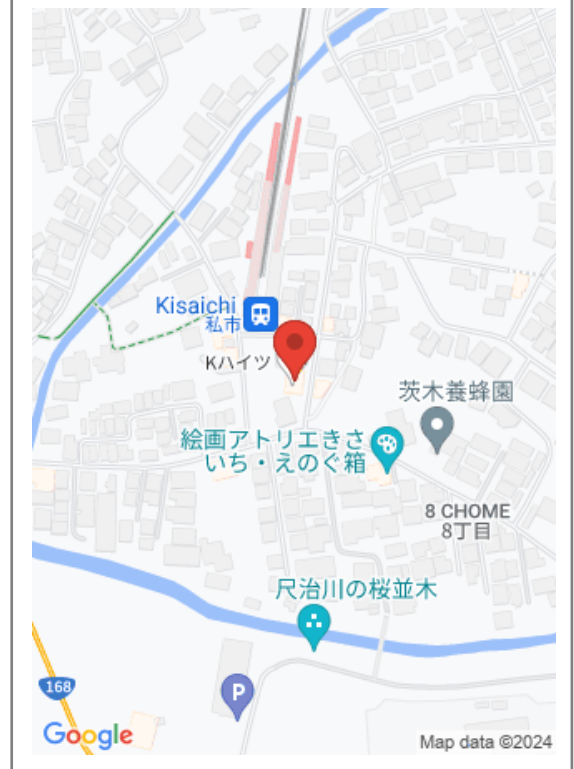 Kisaichi
私市
Kハイツ
茨木養蜂園
絵画アトリエきさ
いち・えのぐ箱
8 CHOME
8丁目
尺治川の桜並木
168
P
Google
Map data ©2024